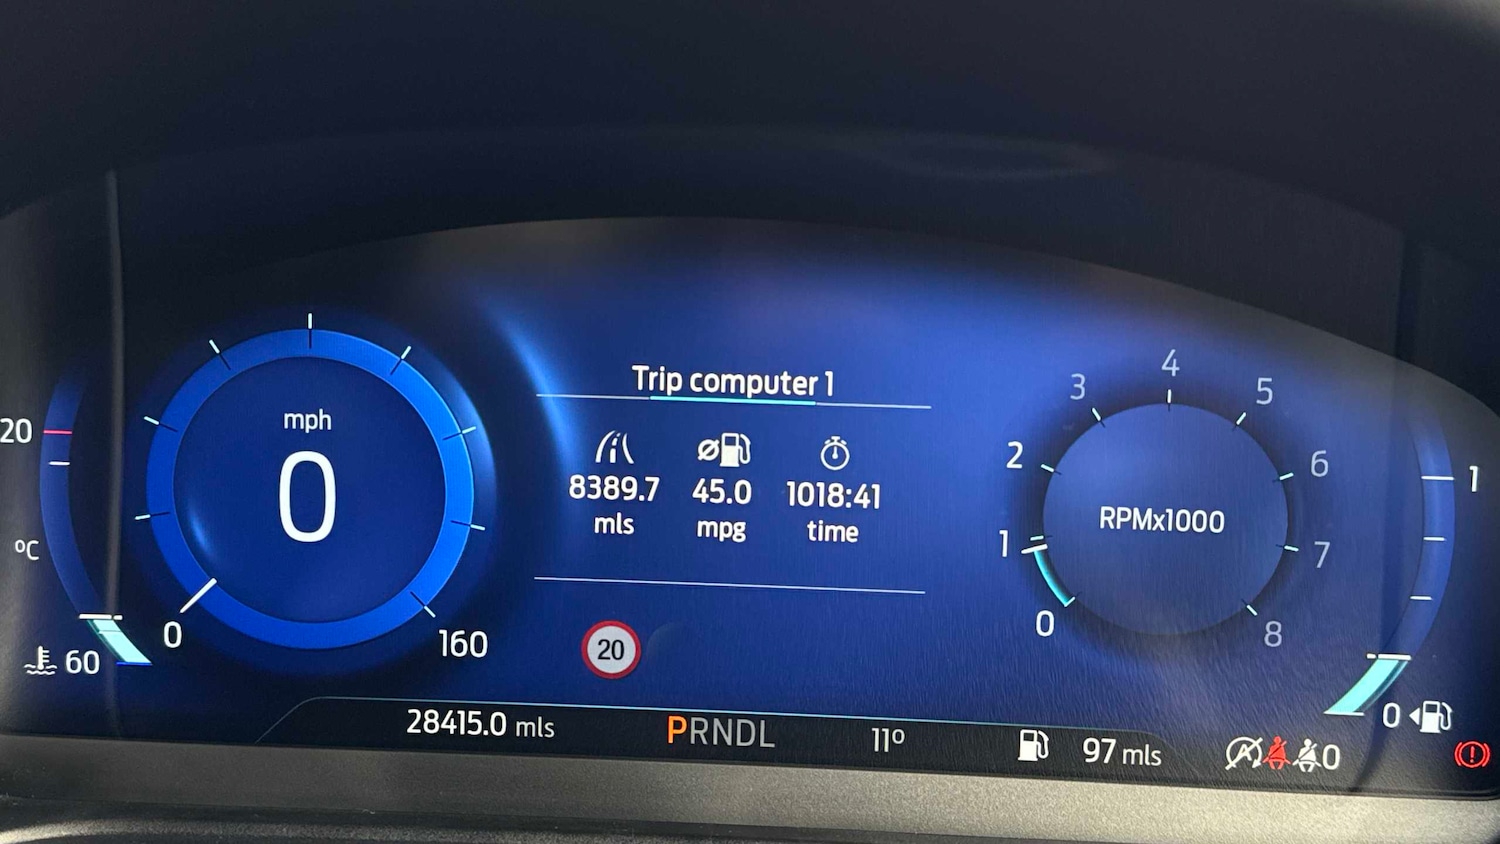 Trip computer 1
8389.7 45.0 1018:41
mls mpg time
mph
0
0 160
20
ºC
60
20
RPMx1000
0 1 2 3 4 5 6 7 8
1
0
28415.0 mls PRNDL 11º 97 mls 0